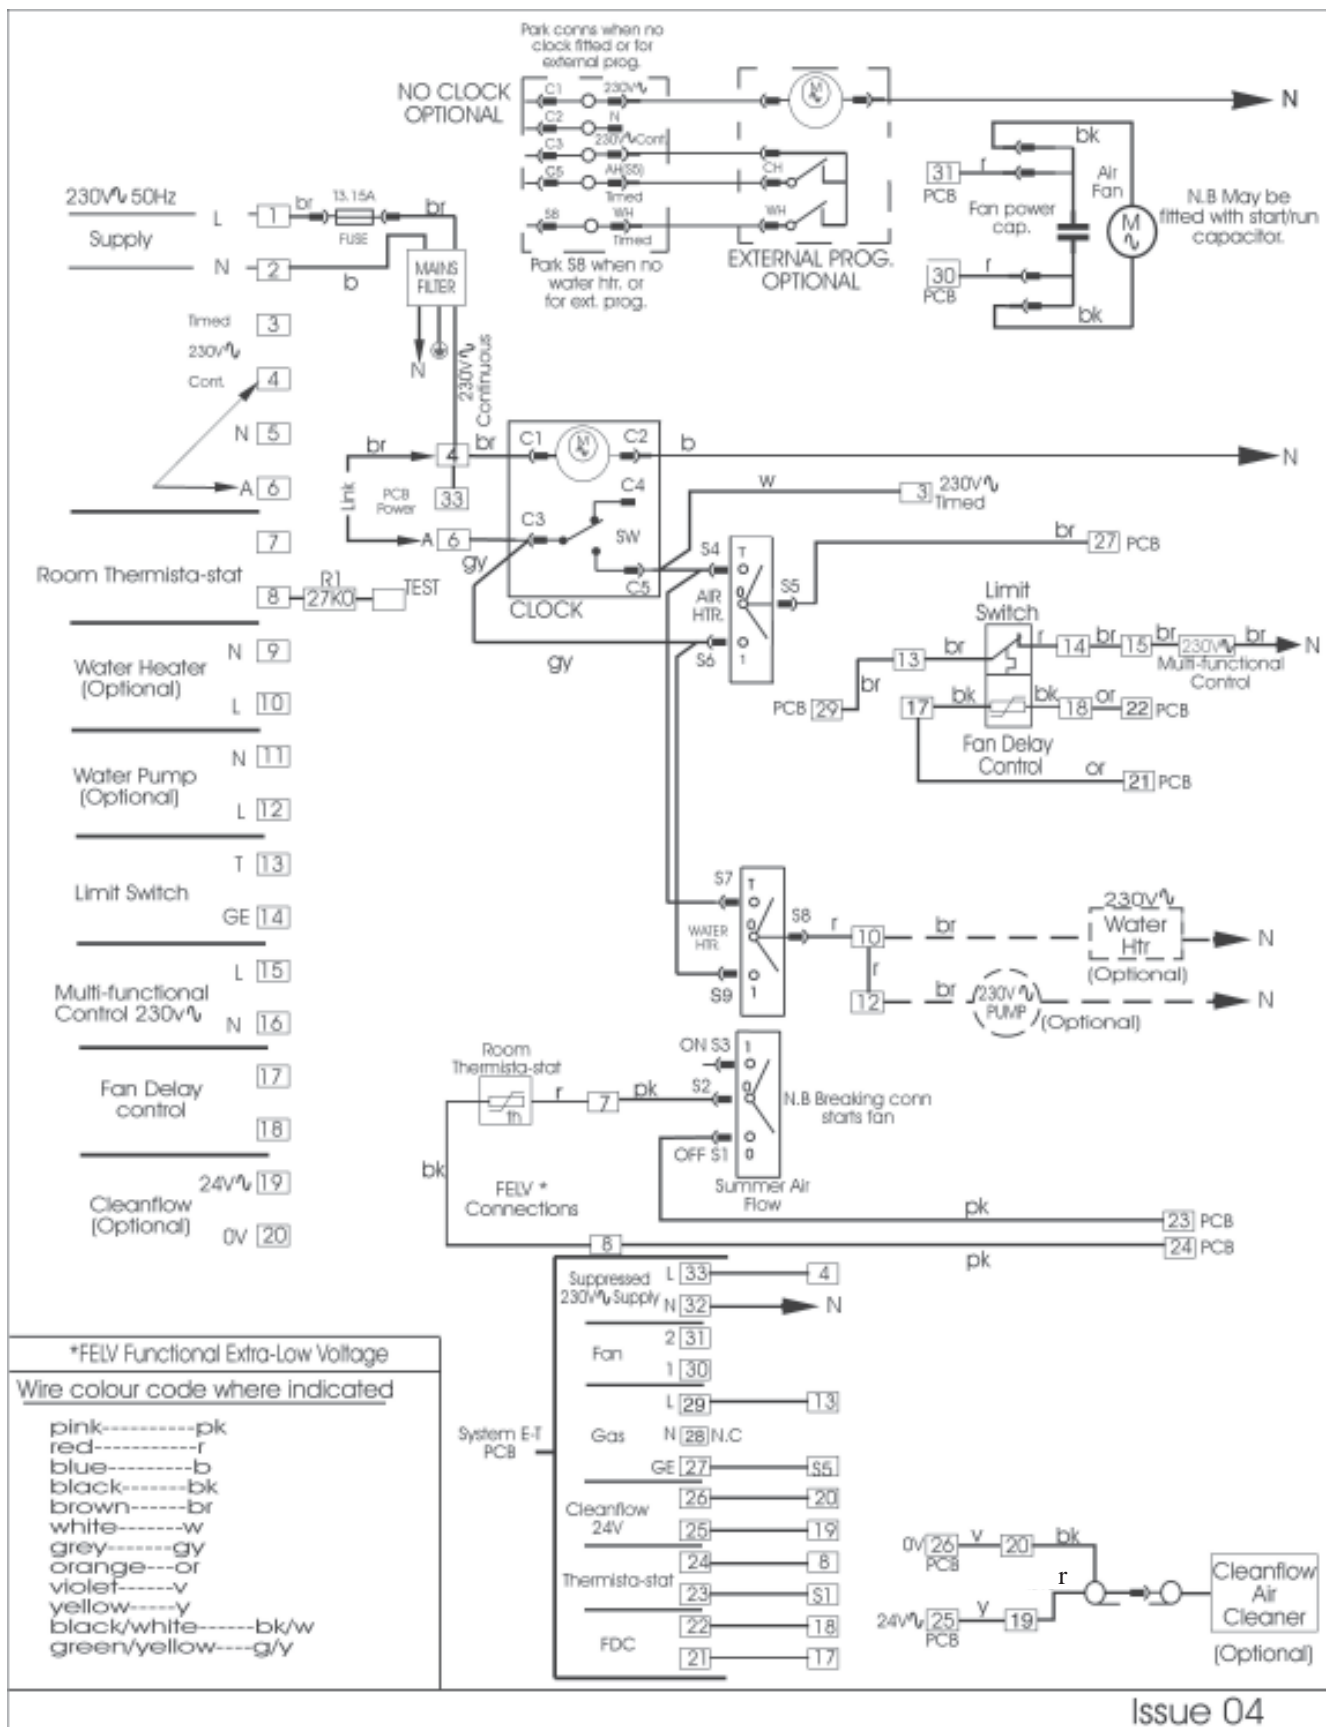 Park conns when no
clock fitted or for
external prog.
NO CLOCK
OPTIONAL
C1
230V
C2
N
C3
230V Cont.
C5
AH(S5)
Timed
S8
WH
Timed
Park S8 when no
water htr. or
for ext. prog.
M
CH
WH
EXTERNAL PROG.
OPTIONAL
N
31
PCB
r
bk
Air
Fan
Fan power
cap.
M
30
PCB
r
bk
N.B May be
fitted with start/run
capacitor.
230V 50Hz
Supply
L
1
br
T3.15A
FUSE
br
N
2
b
MAINS
FILTER
N
230V
Continuous
Timed
3
230V
Cont.
4
N
5
A
6
7
Room Thermista-stat
8
R1
27K0
TEST
N
9
Water Heater
(Optional)
L
10
N
11
Water Pump
(Optional)
L
12
T
13
Limit Switch
GE
14
L
15
Multi-functional
Control 230v
N
16
17
Fan Delay
control
18
24V
19
Cleanflow
(Optional)
0V
20
br
4
br
Link
PCB
Power
33
A
6
gy
gy
C1
M
C2
b
N
C4
C3
SW
C5
CLOCK
w
3
230V
Timed
S4
T
AIR
HTR.
0
S5
S6
1
br
27
PCB
Limit
Switch
13
br
r
14
br
15
br
230V
br
N
Multi-functional
Control
br
PCB
29
17
bk
bk
18
or
22
PCB
Fan Delay
Control
or
21
PCB
S7
T
WATER
HTR.
0
S8
S9
1
r
10
br
230V
Water
Htr
(Optional)
N
r
12
br
230V
PUMP
(Optional)
N
Room
Thermista-stat
th
r
7
pk
ON S3
1
S2
0
OFF S1
0
N.B Breaking conn
starts fan
Summer Air
Flow
bk
FELV *
Connections
pk
23
PCB
8
pk
24
PCB
System E-T
PCB
Suppressed
230V Supply
L
33
4
N
32
N
Fan
2
31
1
30
Gas
L
29
13
N
28
N.C
GE
27
S5
Cleanflow
24V
26
20
25
19
Thermista-stat
24
8
23
S1
FDC
22
18
21
17
0V
26
PCB
v
20
bk
r
24V
25
PCB
y
19
Cleanflow
Air
Cleaner
(Optional)
*FELV Functional Extra-Low Voltage
Wire colour code where indicated
pink----------pk
red-----------r
blue----------b
black-------bk
brown------br
white-------w
grey-------gy
orange---or
violet------v
yellow-----y
black/white------bk/w
green/yellow----g/y
Issue 04